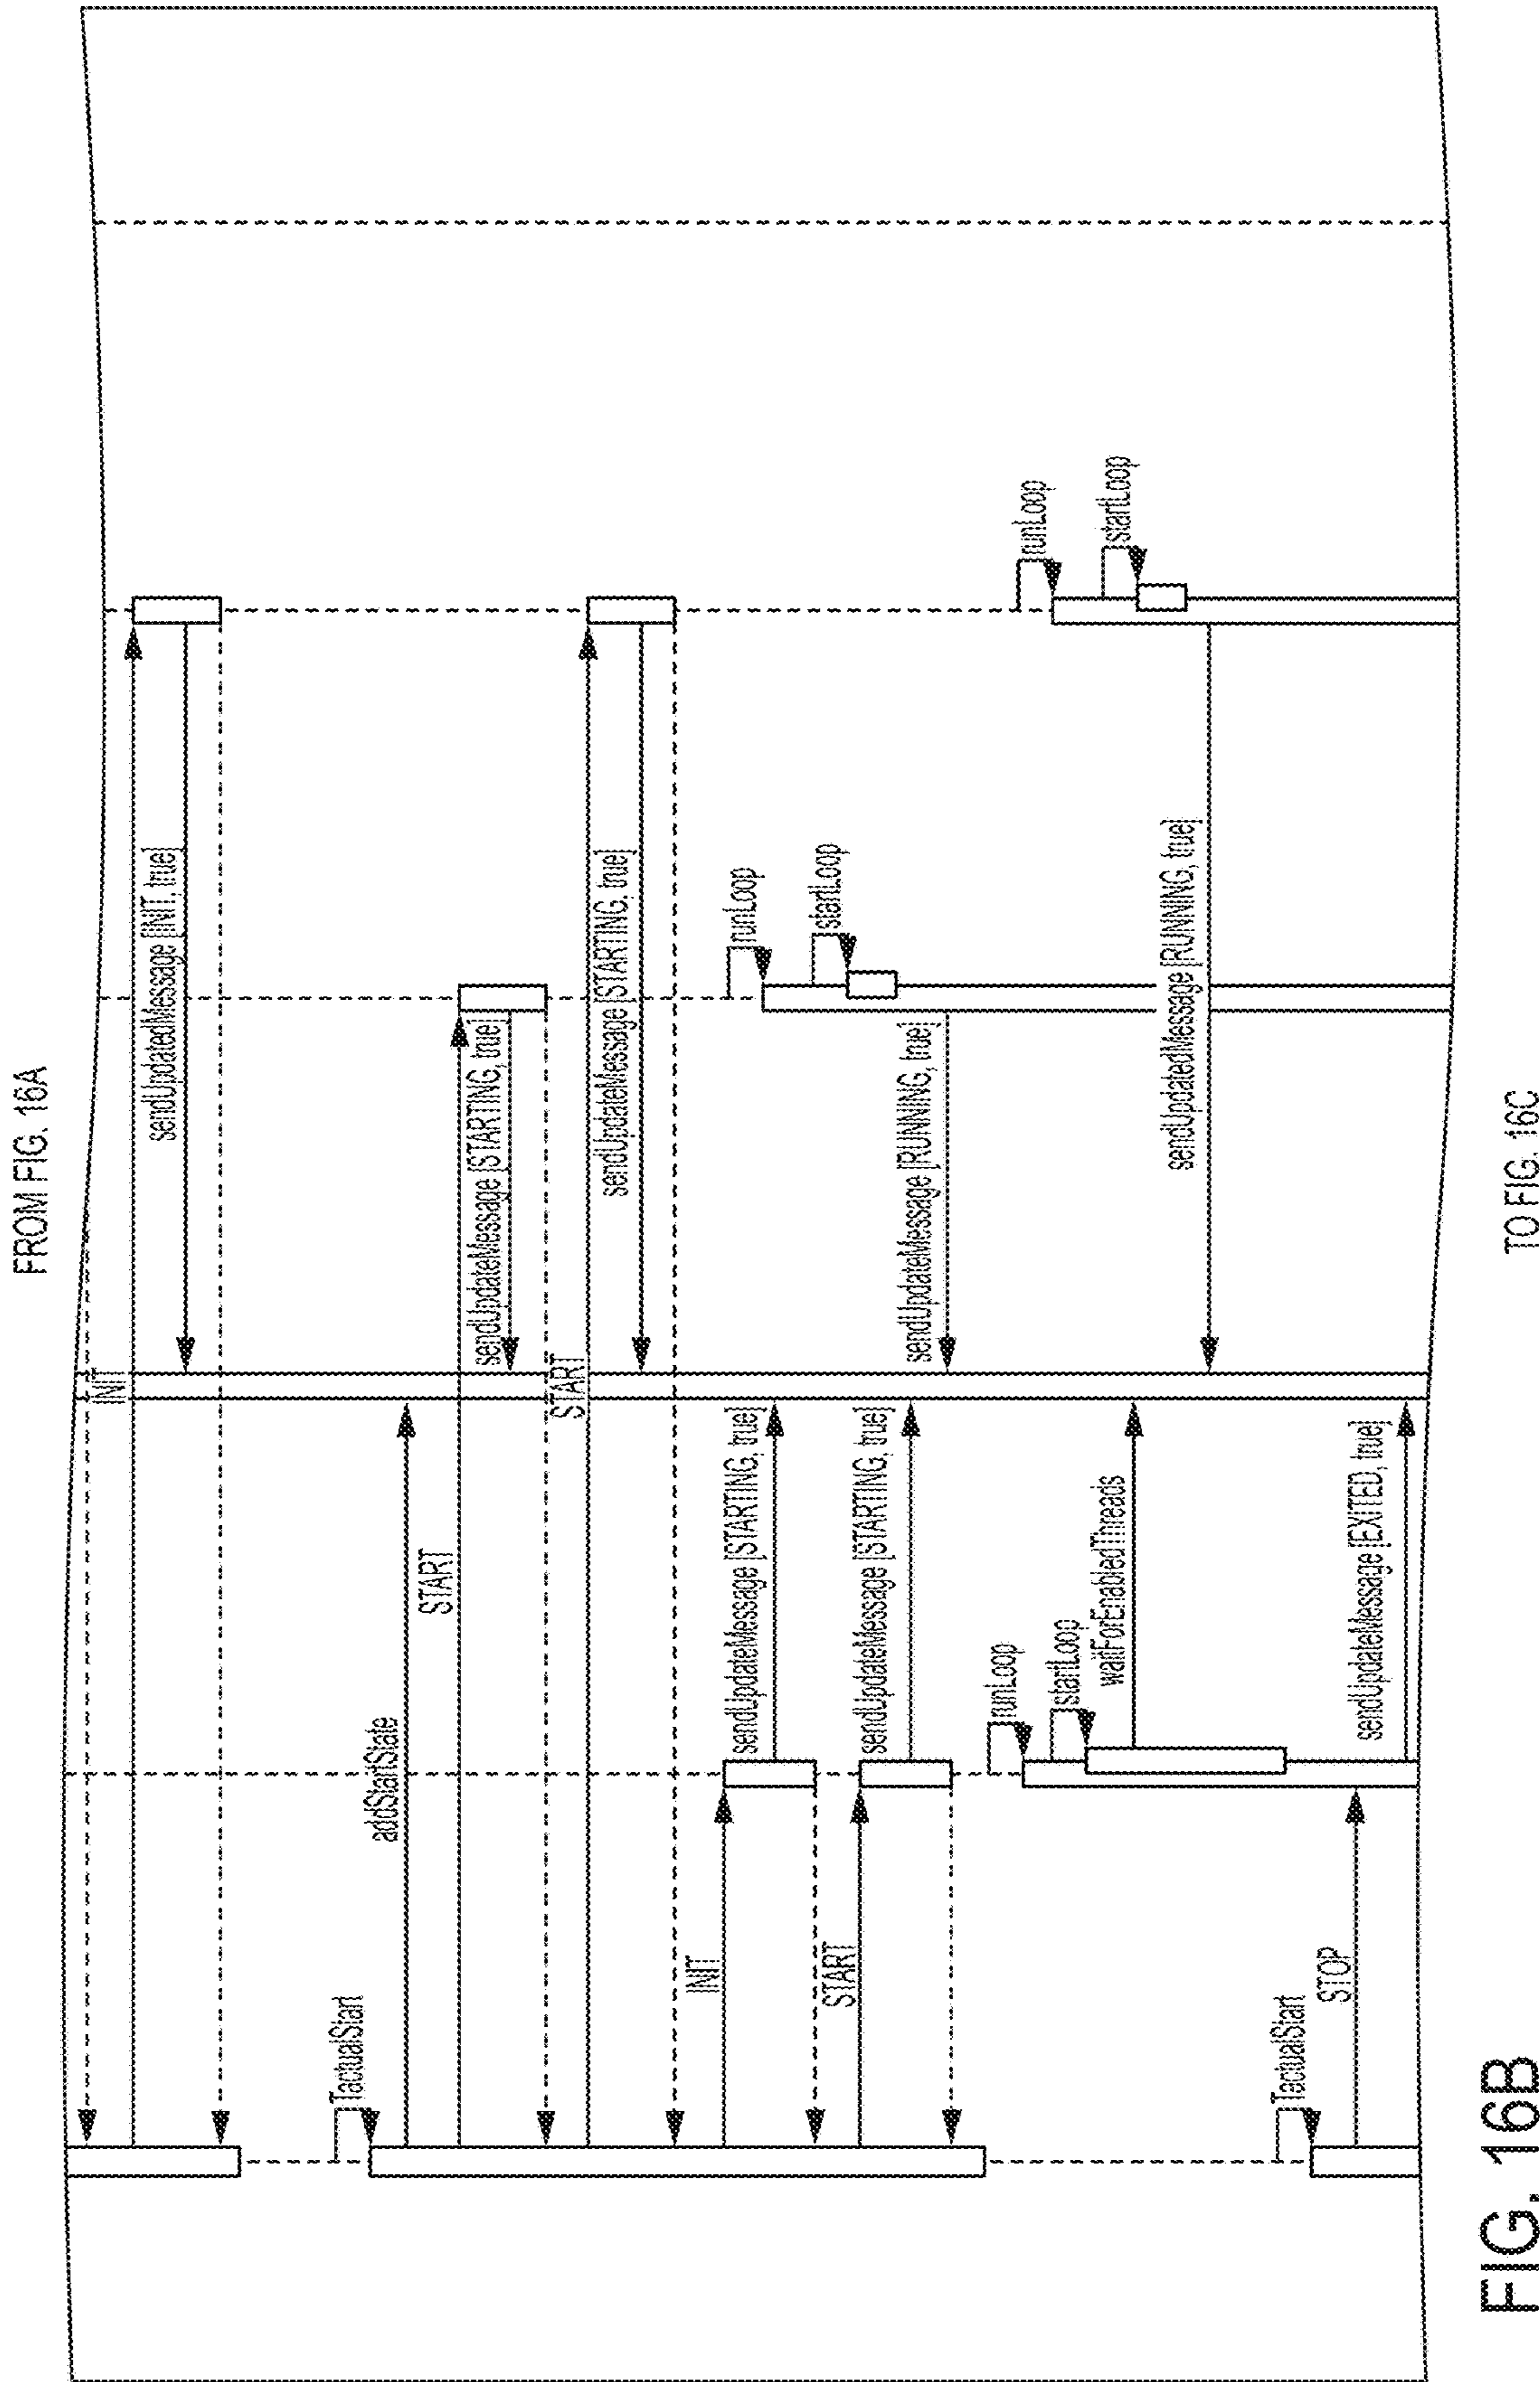 FROM FIG. 16A
INIT
sendUpdatedMessage [INIT, true]
TactualStart
addStartState
START
sendUpdateMessage [STARTING, true]
START
sendUpdateMessage [STARTING, true]
INIT
sendUpdateMessage [STARTING, true]
runLoop
startLoop
START
sendUpdateMessage [STARTING, true]
sendUpdateMessage [RUNNING, true]
runLoop
runLoop
startLoop
waitForEnabledThreads
startLoop
sendUpdatedMessage [RUNNING, true]
TactualStart
STOP
sendUpdateMessage [EXITED, true]
FIG. 16B
TO FIG. 16C